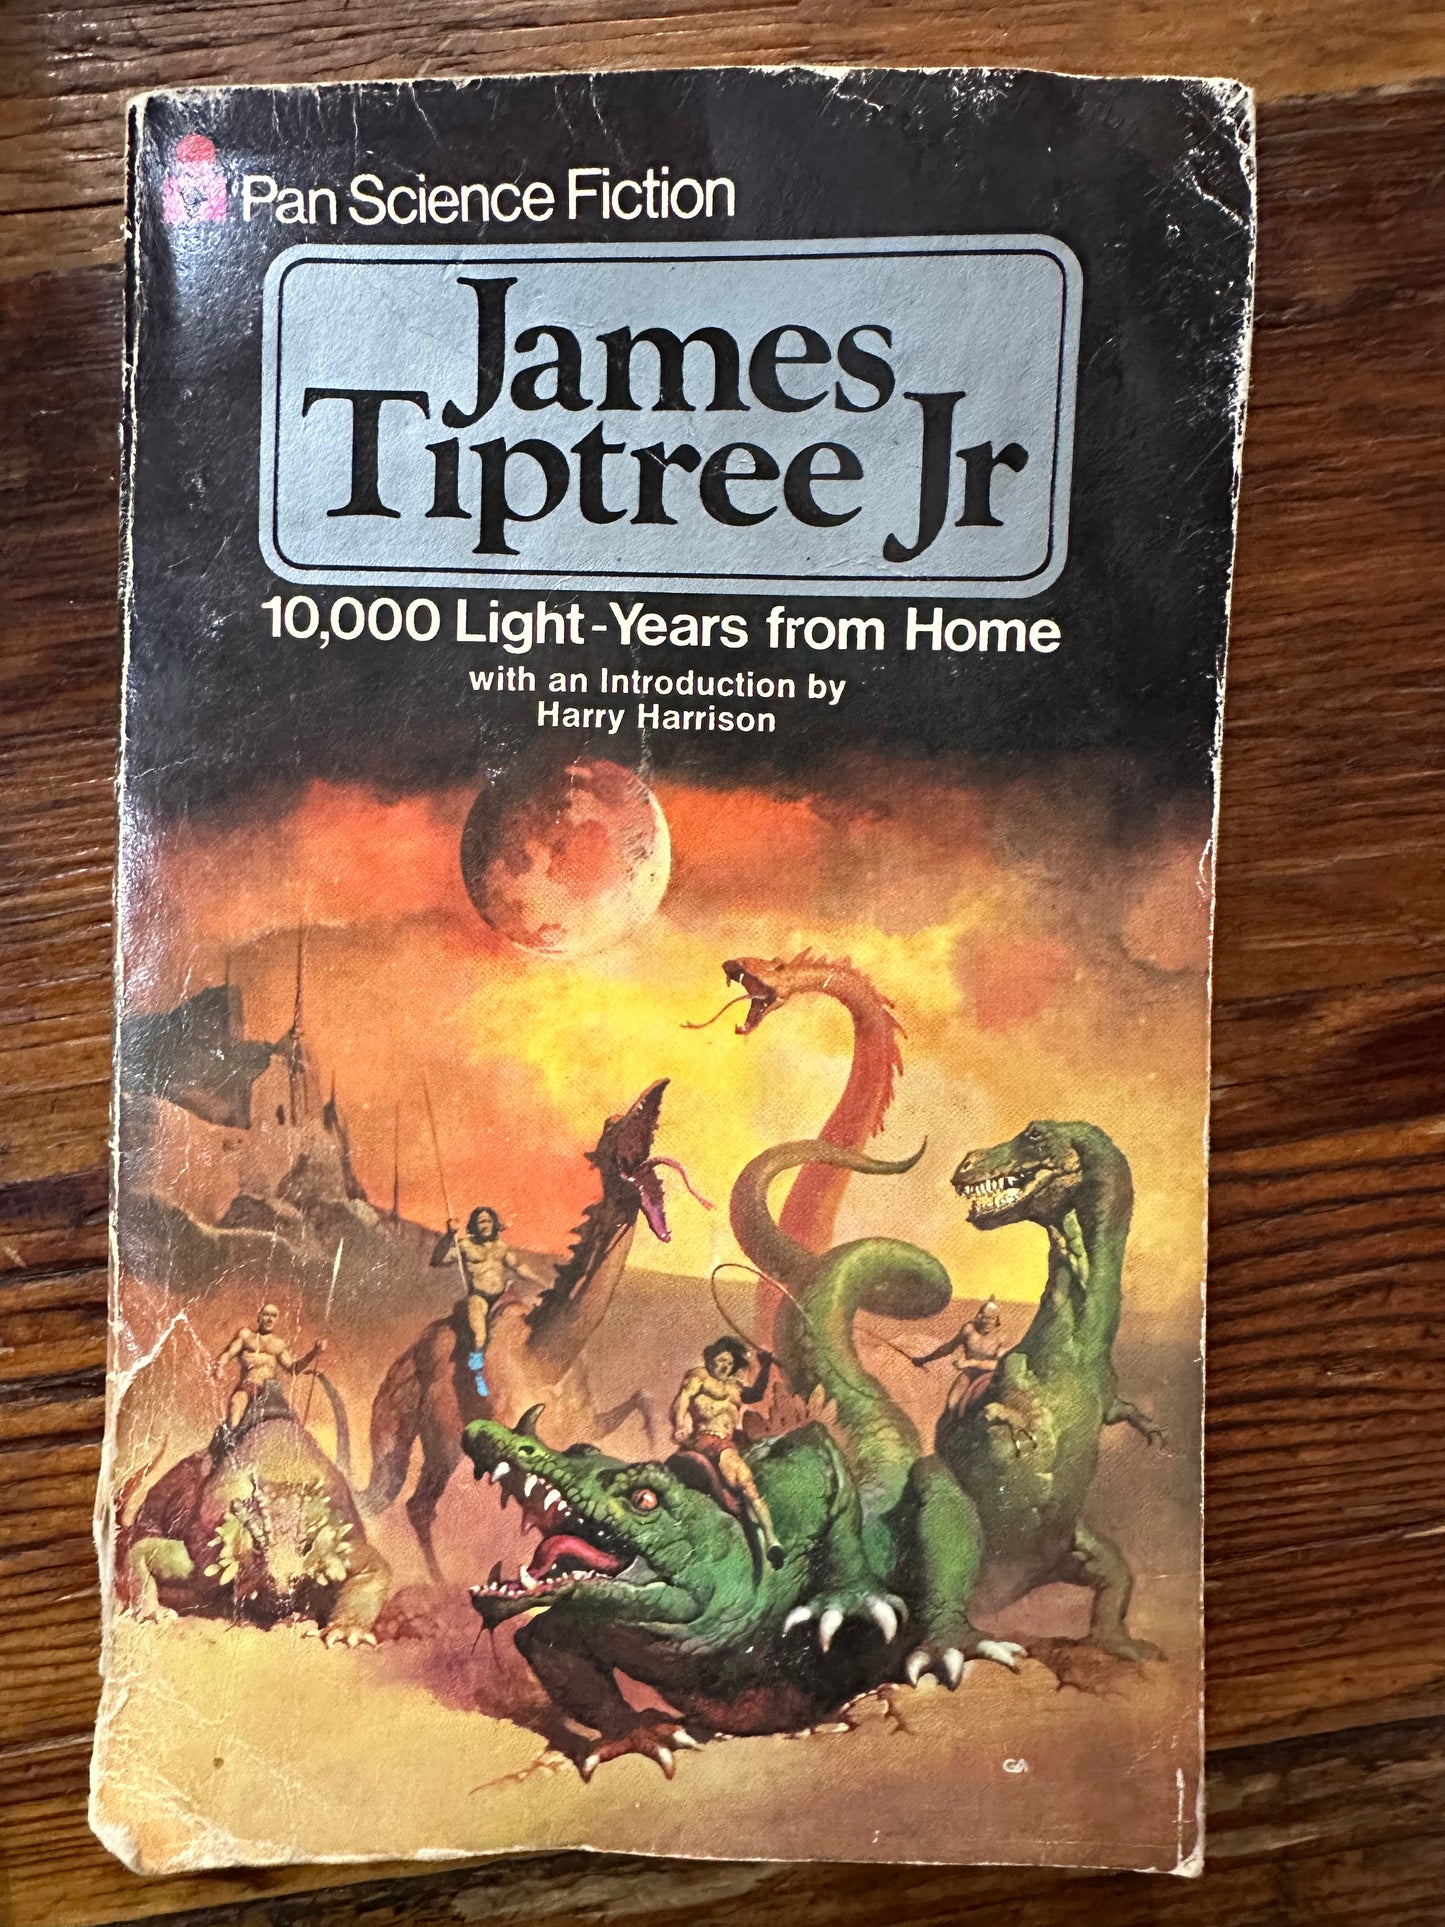 Pan Science Fiction
James
Tiptree Jr
10,000 Light-Years from Home
with an Introduction by
Harry Harrison